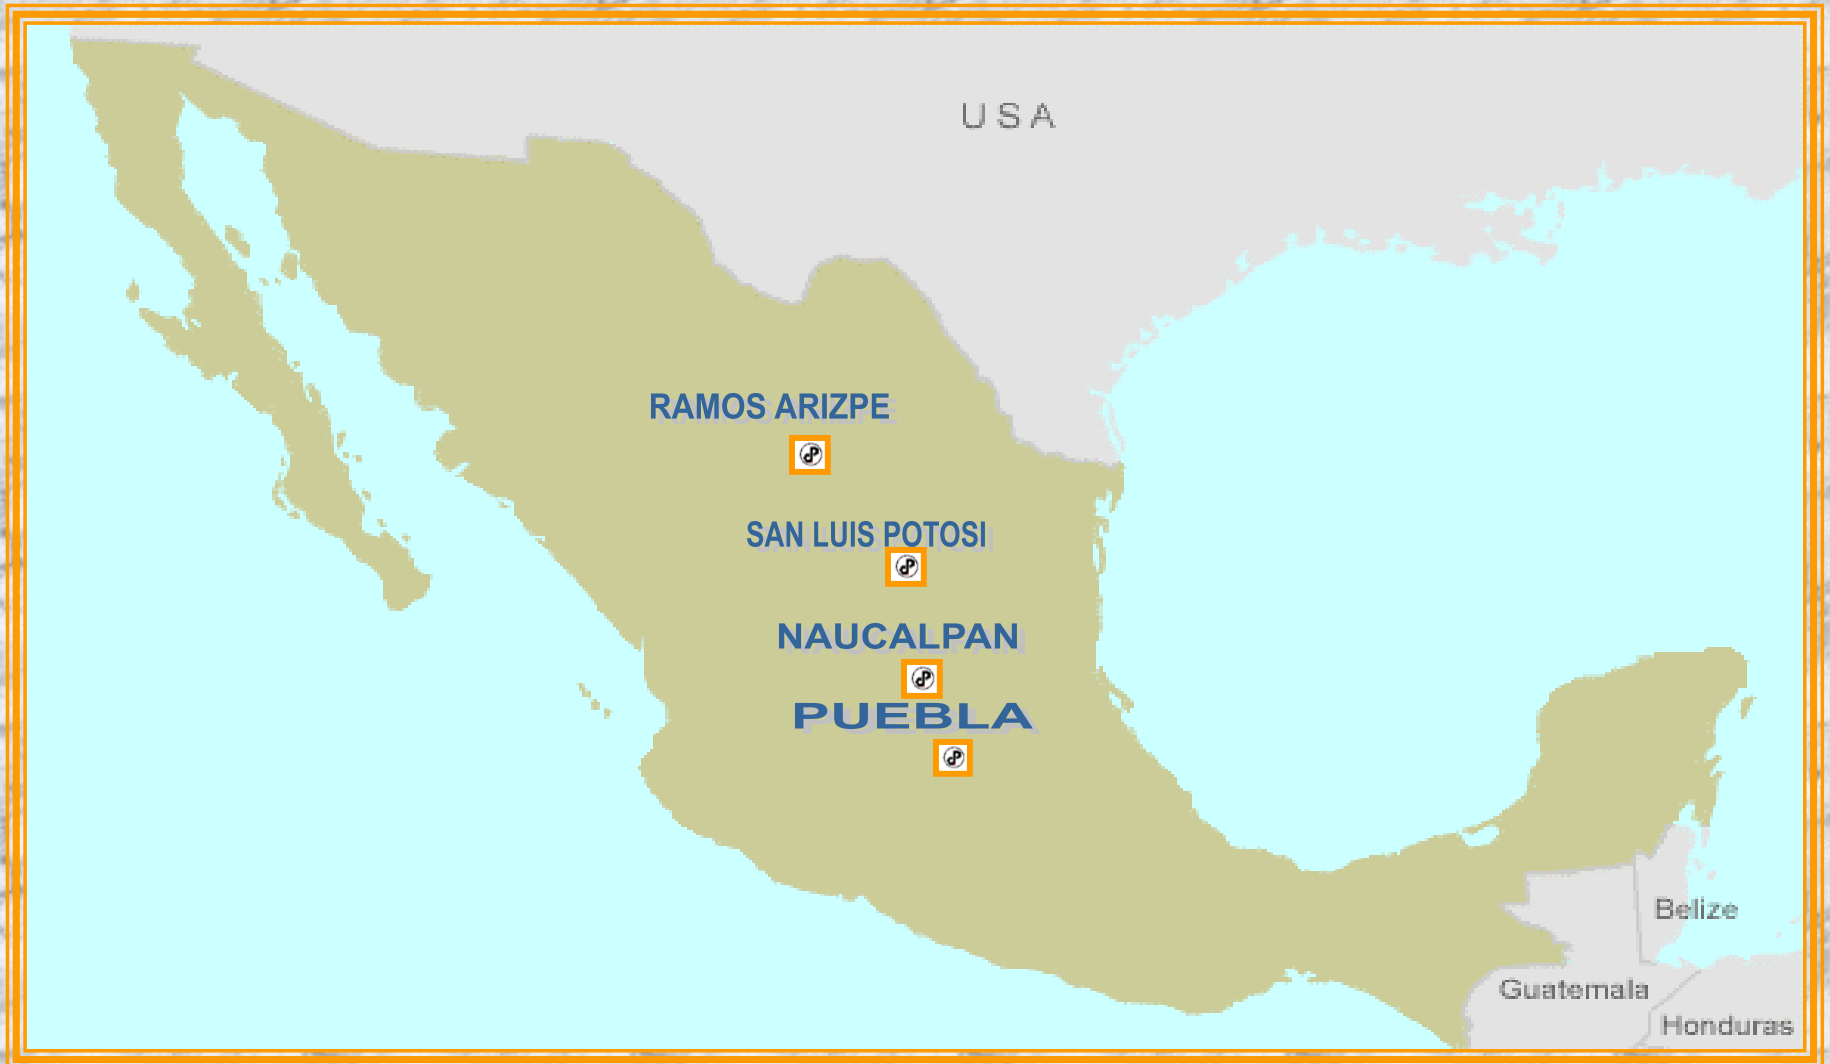 USA
RAMOS ARIZPE
SAN LUIS POTOSI
NAUCALPAN
PUEBLA
Belize
Guatemala
Honduras